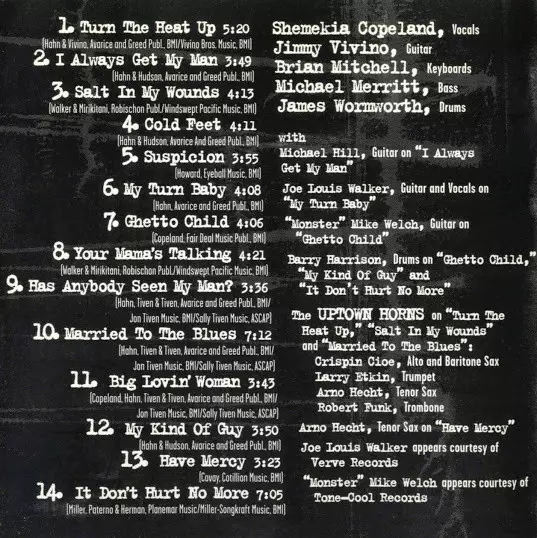 1. Turn The Heat Up 5:20
(Hahn & Vivino, Avarice and Greed Publ., BMI/Vivino Bros. Music, BMI)
2. I Always Get My Man 3:49
(Hahn & Hudson, Avarice and Greed Publ., BMI)
3. Salt In My Wounds 4:13
(Walker & Mirikitani, Robischon Publ./Windswept Pacific Music, BMI)
4. Cold Feet 4:11
(Hahn & Hudson, Avarice And Greed Publ., BMI)
5. Suspicion 3:55
(Howard, Eyeball Music, BMI)
6. My Turn Baby 4:08
(Hahn, Avarice and Greed Publ., BMI)
7. Ghetto Child 4:06
(Copeland, Fair Deal Music Publ., BMI)
8. Your Mama's Talking 4:21
(Walker & Mirikitani, Robischon Publ./Windswept Pacific Music, BMI)
9. Has Anybody Seen My Man? 3:36
(Hahn, Tiven & Tiven, Avarice and Greed Publ., BMI/
Jon Tiven Music, BMI/Sally Tiven Music, ASCAP)
10. Married To The Blues 7:12
(Hahn, Tiven & Tiven, Avarice and Greed Publ., BMI/
Jon Tiven Music, BMI/Sally Tiven Music, ASCAP)
11. Big Lovin' Woman 3:43
(Copeland, Hahn, Tiven & Tiven, Avarice and Greed Publ., BMI/
Jon Tiven Music, BMI/Sally Tiven Music, ASCAP)
12. My Kind Of Guy 3:50
(Hahn & Hudson, Avarice and Greed Publ., BMI)
13. Have Mercy 3:23
(Covay, Cotillion Music, BMI)
14. It Don't Hurt No More 7:05
(Miller, Paterno & Herman, Planemar Music/Miller-Songkraft Music, BMI)
Shemekia Copeland, Vocals
Jimmy Vivino, Guitar
Brian Mitchell, Keyboards
Michael Merritt, Bass
James Wormworth, Drums
with
Michael Hill, Guitar on "I Always
Get My Man"
Joe Louis Walker, Guitar and Vocals on
"My Turn Baby"
"Monster" Mike Welch, Guitar on
"Ghetto Child"
Barry Harrison, Drums on "Ghetto Child,"
"My Kind Of Guy" and
"It Don't Hurt No More"
The UPTOWN HORNS on "Turn The
Heat Up," "Salt In My Wounds"
and "Married To The Blues":
Crispin Cioe, Alto and Baritone Sax
Larry Etkin, Trumpet
Arno Hecht, Tenor Sax
Robert Funk, Trombone
Arno Hecht, Tenor Sax on "Have Mercy"
Joe Louis Walker appears courtesy of
Verve Records
"Monster" Mike Welch appears courtesy of
Tone-Cool Records